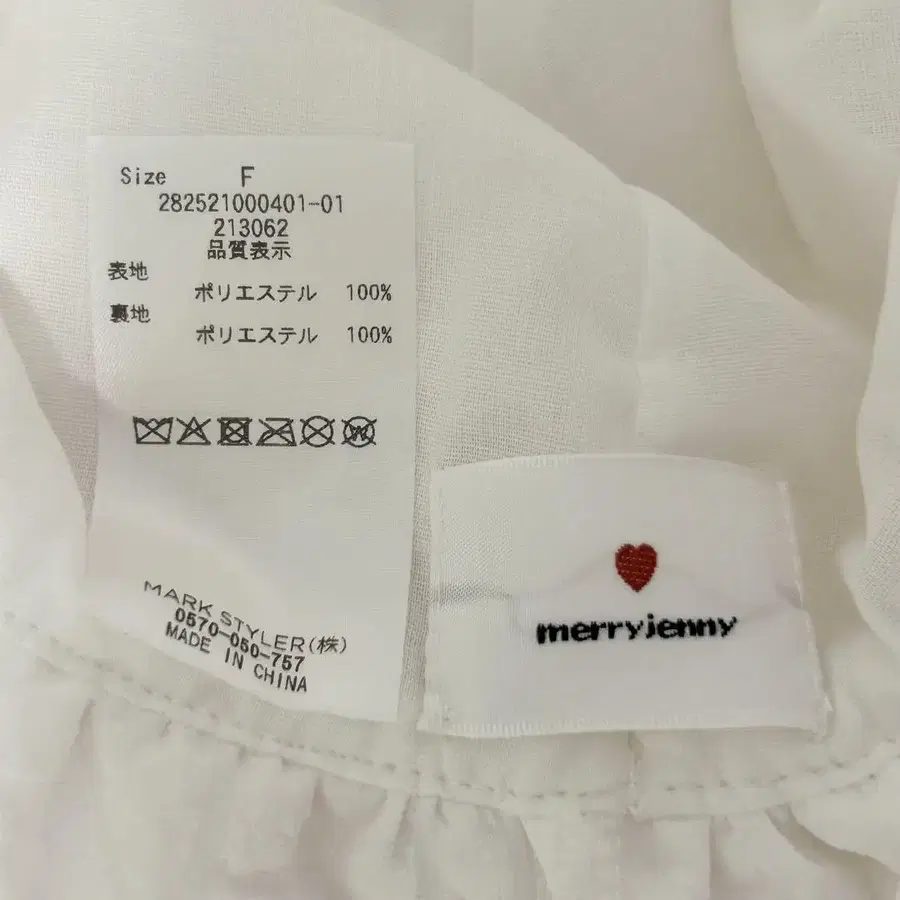 Size F
282521000401-01
213062
品質表示
表地
ポリエステル 100%
裏地
ポリエステル 100%
W
MARK STYLER(株)
0570-050-757
MADE IN CHINA
merryjenny